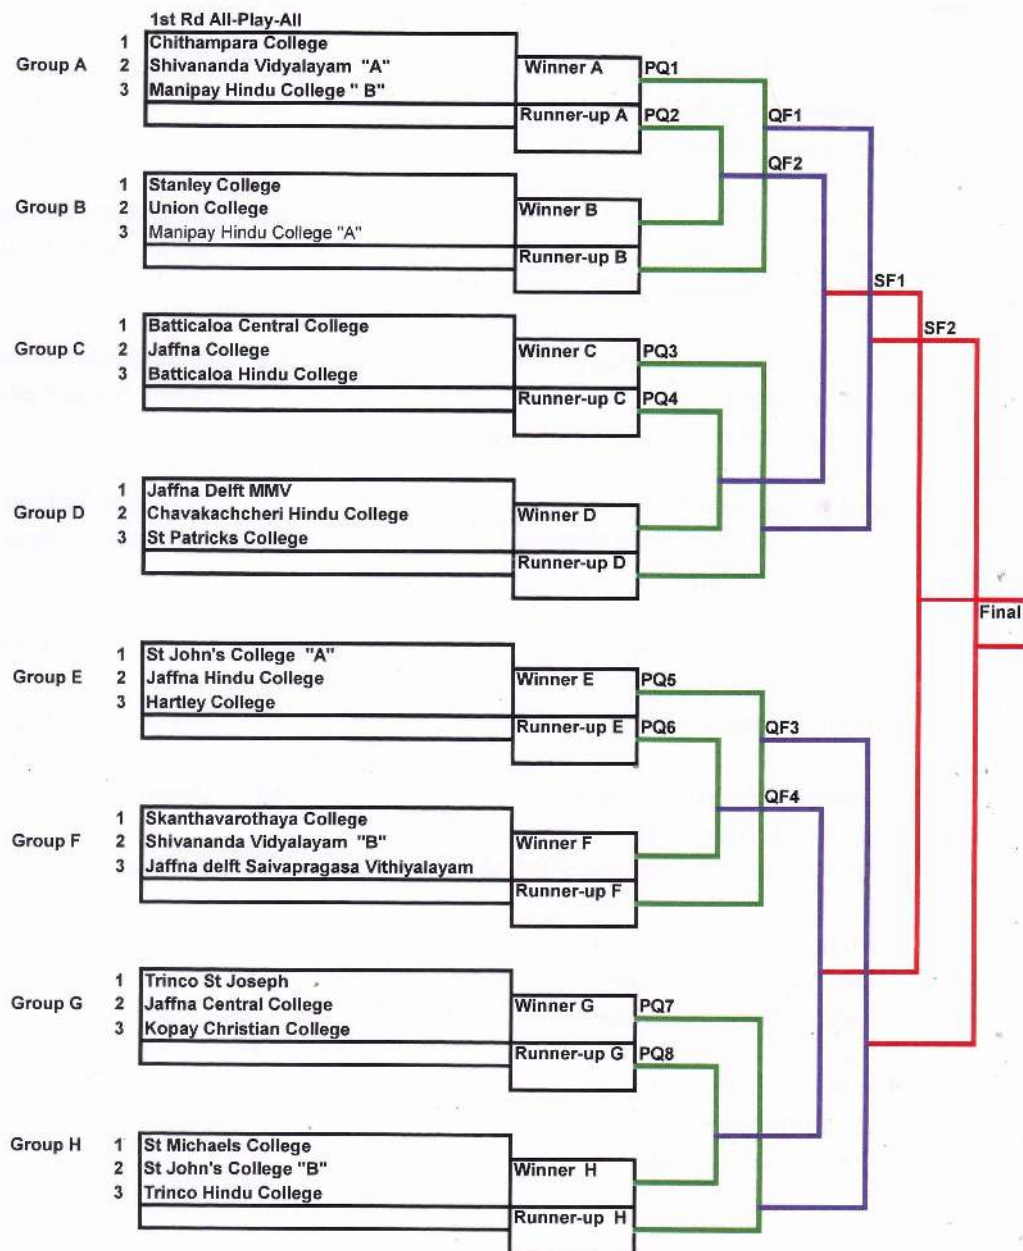 1st Rd All-Play-All
Group A
1 Chithampara College
2 Shivananda Vidyalayam "A"
3 Manipay Hindu College " B"
Winner A PQ1
Runner-up A PQ2
QF1
QF2
Group B
1 Stanley College
2 Union College
3 Manipay Hindu College "A"
Winner B
Runner-up B
SF1
SF2
Group C
1 Batticaloa Central College
2 Jaffna College
3 Batticaloa Hindu College
Winner C PQ3
Runner-up C PQ4
Group D
1 Jaffna Delft MMV
2 Chavakachcheri Hindu College
3 St Patricks College
Winner D
Runner-up D
Final
Group E
1 St John's College "A"
2 Jaffna Hindu College
3 Hartley College
Winner E PQ5
Runner-up E PQ6
QF3
QF4
Group F
1 Skanthavarothaya College
2 Shivananda Vidyalayam "B"
3 Jaffna delft Saivapragasa Vithiyalayam
Winner F
Runner-up F
Group G
1 Trinco St Joseph
2 Jaffna Central College
3 Kopay Christian College
Winner G PQ7
Runner-up G PQ8
Group H
1 St Michaels College
2 St John's College "B"
3 Trinco Hindu College
Winner H
Runner-up H